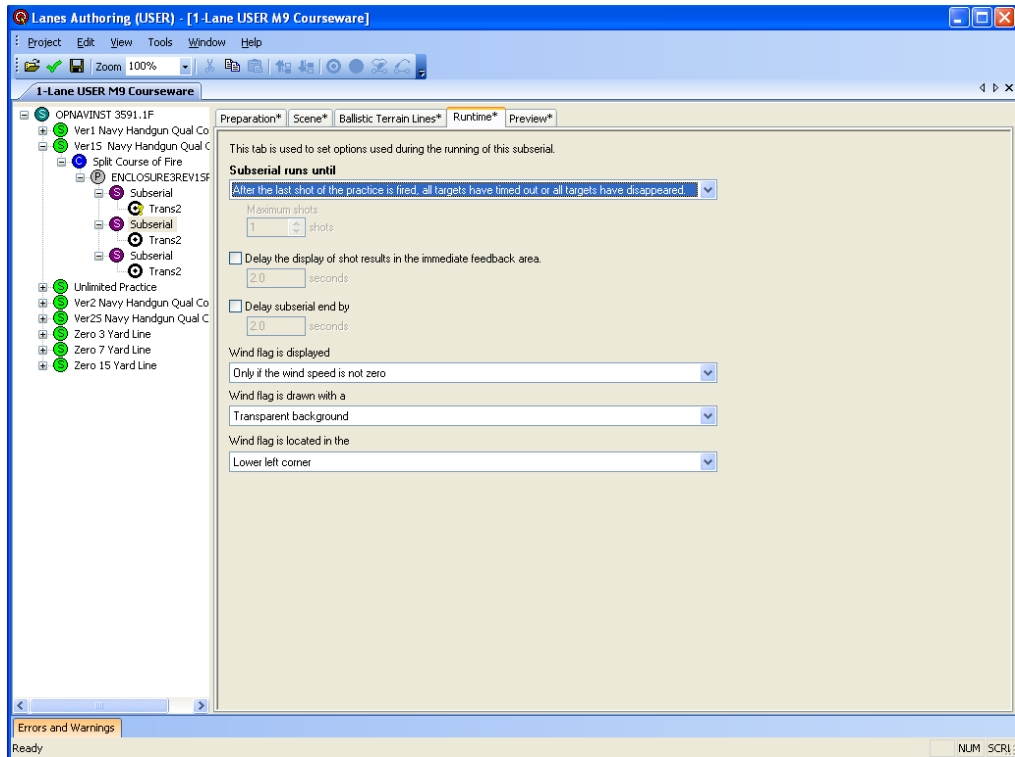 Lanes Authoring (USER) - [1-Lane USER M9 Courseware]
Project Edit View Tools Window Help
Zoom 100%
1-Lane USER M9 Courseware
S OPNAVINST 3591.1F
S Ver1 Navy Handgun Qual Co
S Ver1S Navy Handgun Qual C
C Split Course of Fire
P ENCLOSURE3REV1SF
S Subserial
Trans2
S Subserial
Trans2
S Subserial
Trans2
S Unlimited Practice
S Ver2 Navy Handgun Qual Co
S Ver2S Navy Handgun Qual C
S Zero 3 Yard Line
S Zero 7 Yard Line
S Zero 15 Yard Line
Preparation* Scene* Ballistic Terrain Lines* Runtime* Preview*
This tab is used to set options used during the running of this subserial.
Subserial runs until
After the last shot of the practice is fired, all targets have timed out or all targets have disappeared.
Maximum shots
1 shots
Delay the display of shot results in the immediate feedback area.
2.0 seconds
Delay subserial end by
2.0 seconds
Wind flag is displayed
Only if the wind speed is not zero
Wind flag is drawn with a
Transparent background
Wind flag is located in the
Lower left corner
Errors and Warnings
Ready
NUM SCRL